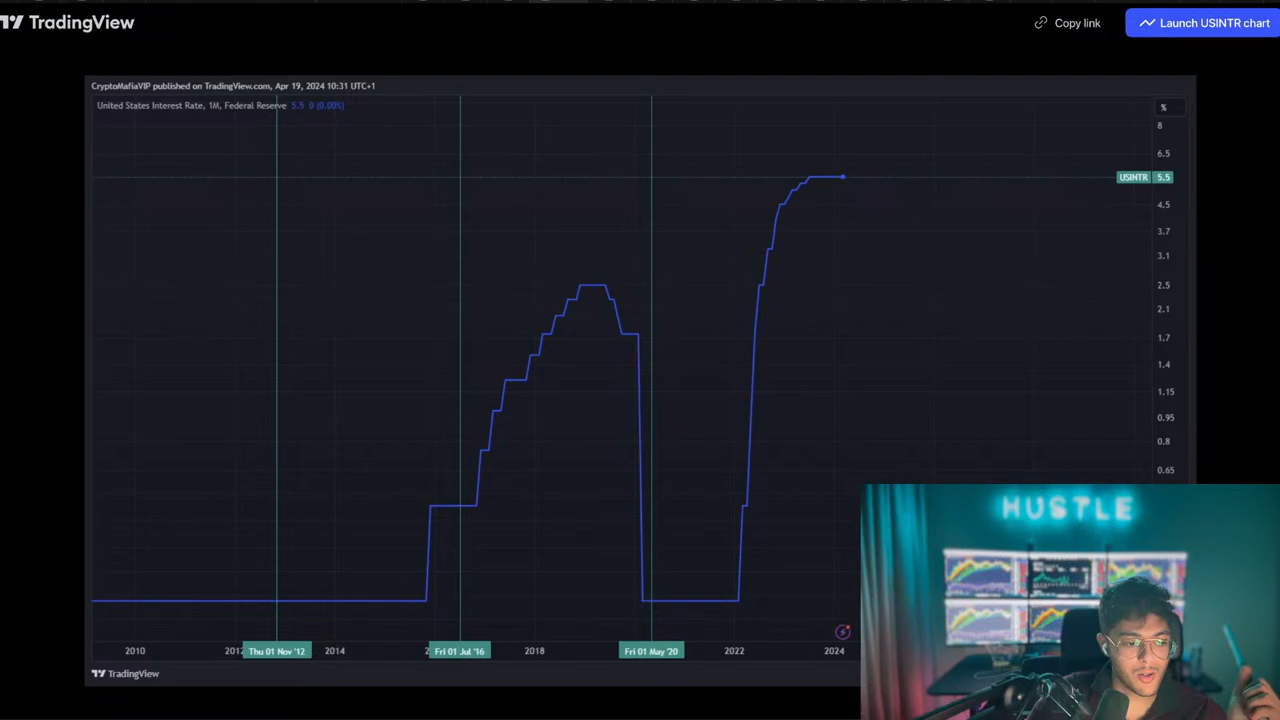 TradingView
Copy link
Launch USINTR chart
CryptoMafiaVIP published on TradingView.com, Apr 19, 2024 10:31 UTC+1
United States Interest Rate, 1M, Federal Reserve 5.5 0 (0.00%)
%
8
6.5
USINTR 5.5
4.5
3.7
3.1
2.5
2.1
1.7
1.4
1.15
0.95
0.8
0.65
HUSTLE
2010 2012 Thu 01 Nov '12 2014 Fri 01 Jul '16 2018 Fri 01 May '20 2022 2024
TradingView